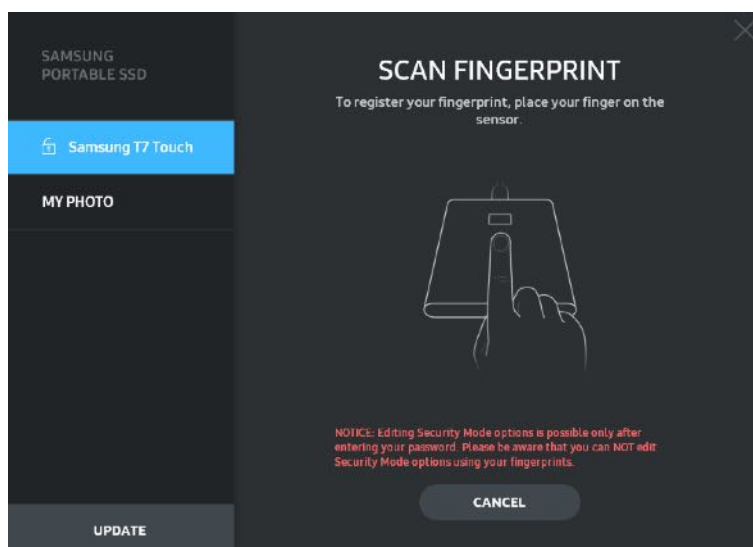 SAMSUNG
PORTABLE SSD
Samsung T7 Touch
MY PHOTO
UPDATE
SCAN FINGERPRINT
To register your fingerprint, place your finger on the
sensor.
NOTICE: Editing Security Mode options is possible only after
entering your password. Please be aware that you can NOT edit
Security Mode options using your fingerprints.
CANCEL